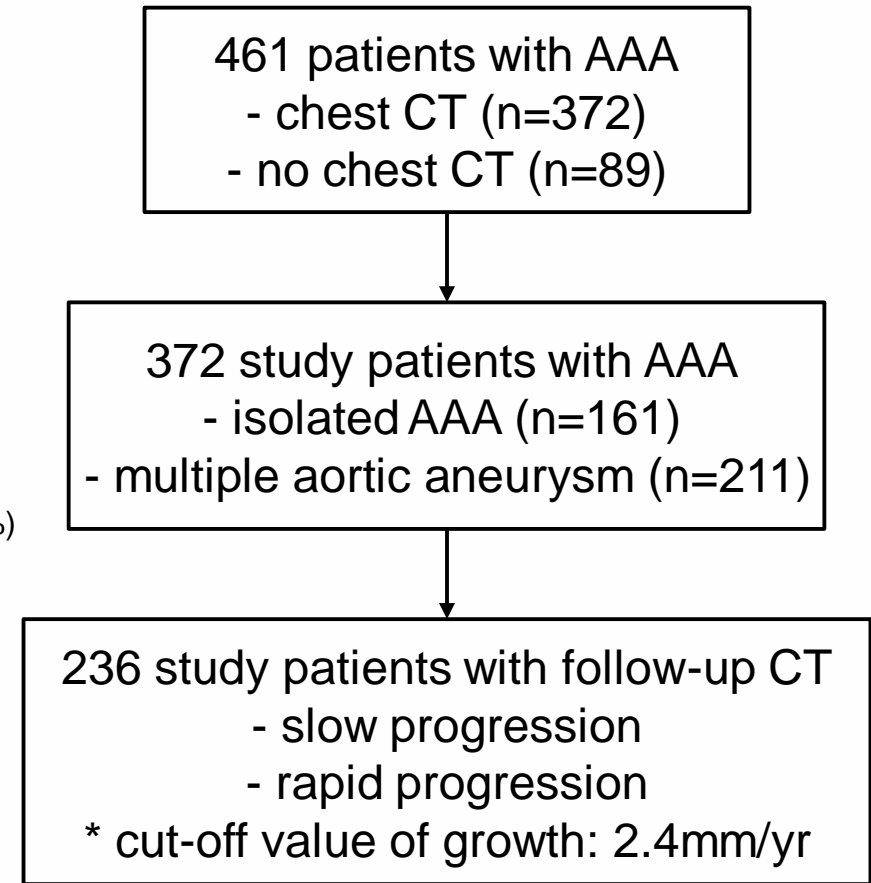 461 patients with AAA
- chest CT (n=372)
- no chest CT (n=89)
372 study patients with AAA
- isolated AAA (n=161)
- multiple aortic aneurysm (n=211)
236 study patients with follow-up CT
- slow progression
- rapid progression
* cut-off value of growth: 2.4mm/yr